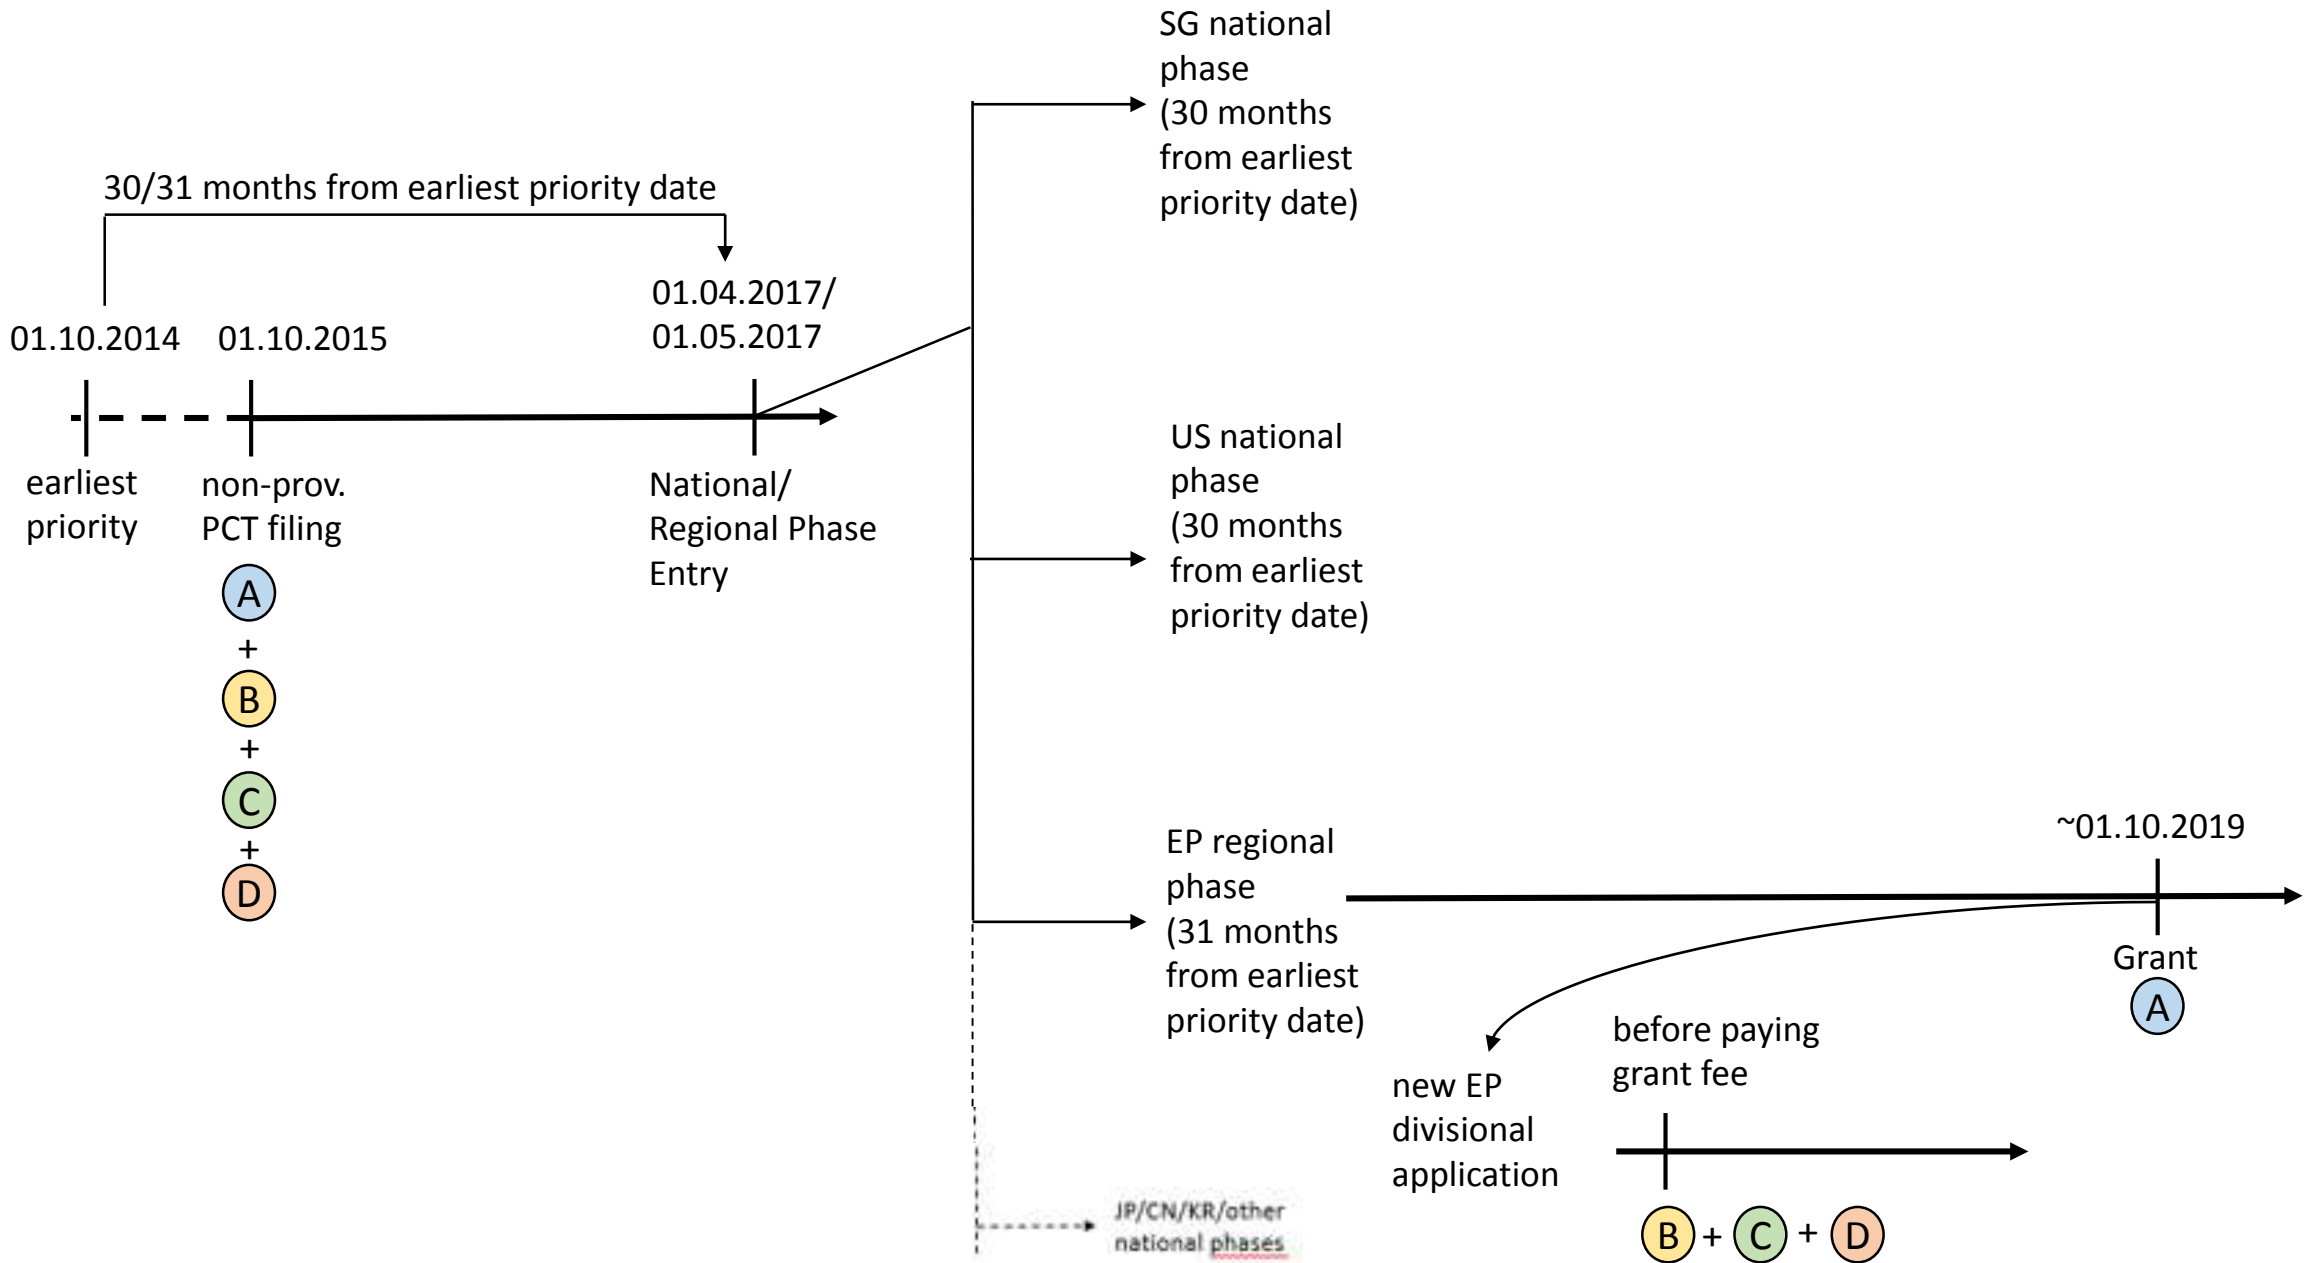 SG national
phase
(30 months
from earliest
priority date)
30/31 months from earliest priority date
01.10.2014
01.10.2015
01.04.2017/
01.05.2017
earliest
priority
non-prov.
PCT filing
A
+
B
+
C
+
D
National/
Regional Phase
Entry
US national
phase
(30 months
from earliest
priority date)
EP regional
phase
(31 months
from earliest
priority date)
~01.10.2019
Grant
A
new EP
divisional
application
before paying
grant fee
B + C + D
JP/CN/KR/other
national phases